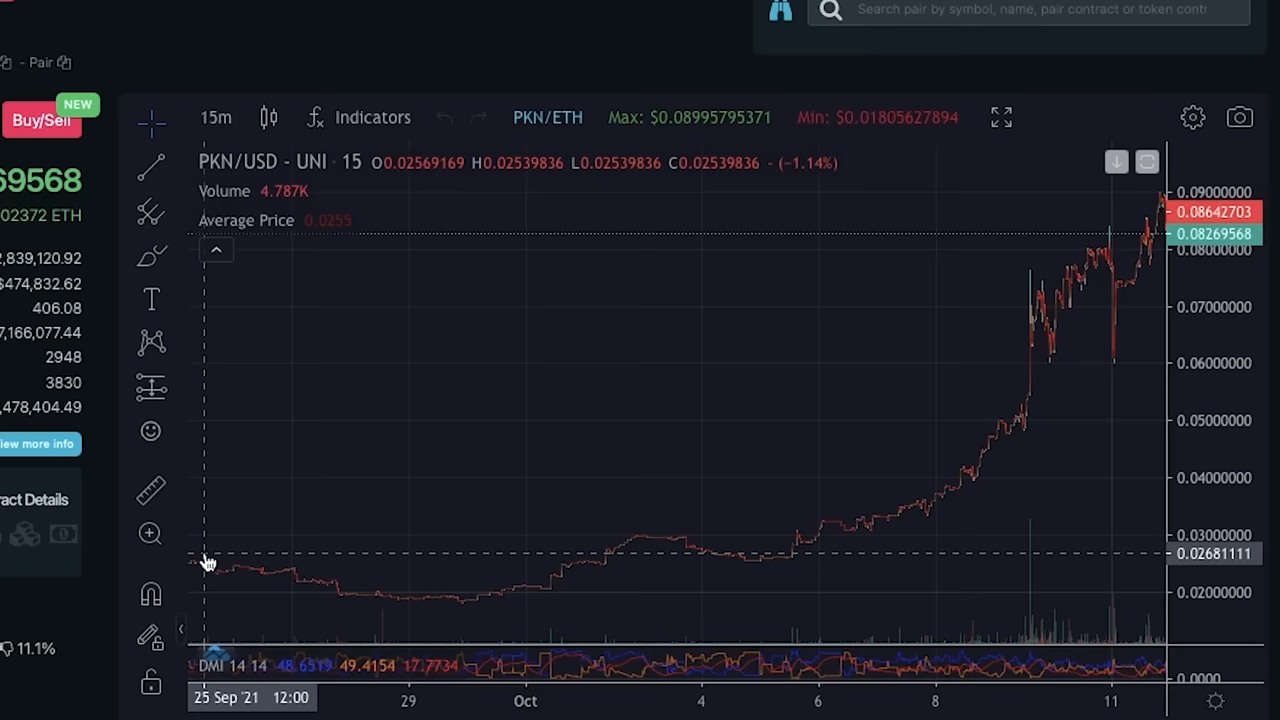 Search pair by symbol, name, pair contract or token conti
- Pair
NEW
Buy/Sell
69568
02372 ETH
2,839,120.92
$474,832.62
406.08
7,166,077.44
2948
3830
,478,404.49
iew more info
ract Details
11.1%
15m Indicators PKN/ETH Max: $0.08995795371 Min: $0.01805627894
PKN/USD - UNI 15 O0.02569169 H0.02539836 L0.02539836 C0.02539836 - (−1.14%)
Volume 4.787K
Average Price 0.0255
0.09000000
0.08642703
0.08269568
0.08000000
0.07000000
0.06000000
0.05000000
0.04000000
0.03000000
0.02681111
0.02000000
DMI 14 14 48.6519 49.4154 17.7734
0.0000
25 Sep '21 12:00 29 Oct 4 6 8 11